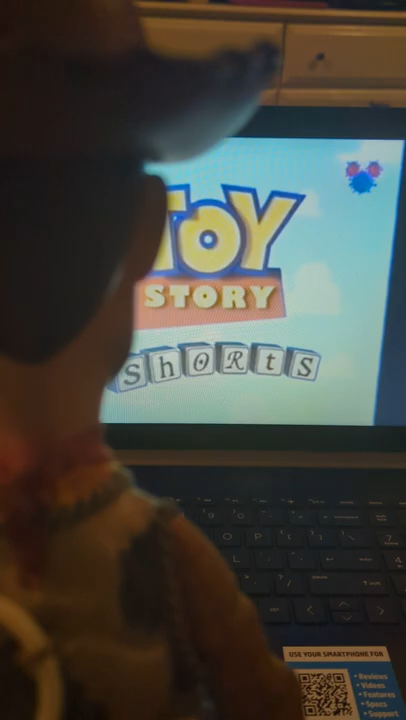 TOY
STORY
ShORtS
USE YOUR SMARTPHONE FOR
• Reviews
• Videos
• Features
• Specs
• Support